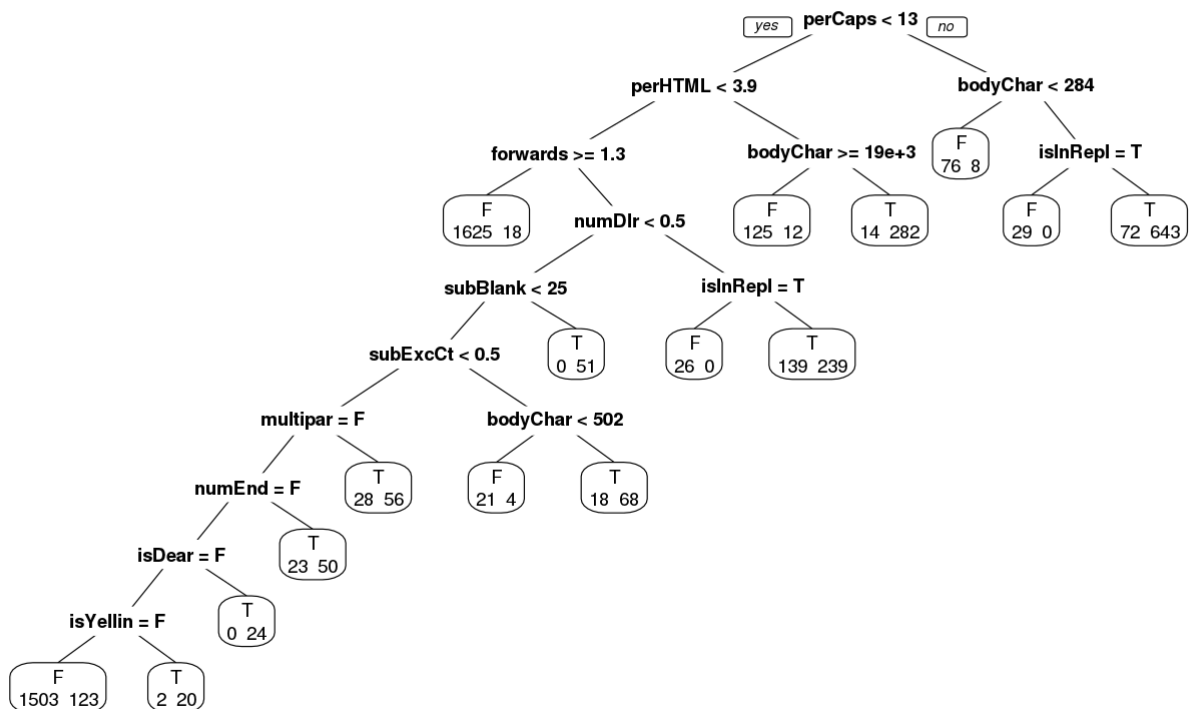 yes perCaps < 13 no
perHTML < 3.9 bodyChar < 284
forwards >= 1.3 bodyChar >= 19e+3 F isInRepl = T
76 8
F numDlr < 0.5 F T F T
1625 18 125 12 14 282 29 0 72 643
subBlank < 25 isInRepl = T
subExcCt < 0.5 T F T
0 51 26 0 139 239
multipar = F bodyChar < 502
numEnd = F T F T
28 56 21 4 18 68
isDear = F T
23 50
isYellin = F T
0 24
F T
1503 123 2 20